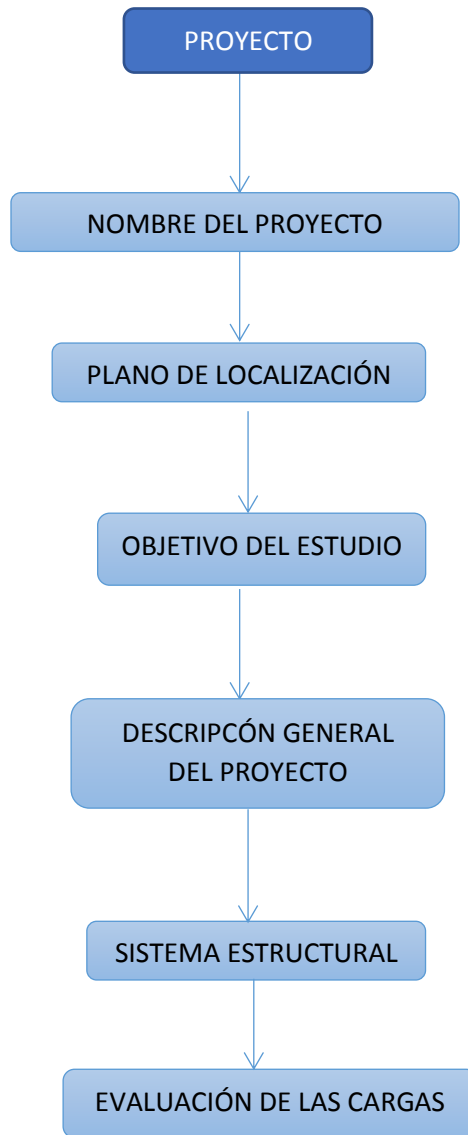 PROYECTO
NOMBRE DEL PROYECTO
PLANO DE LOCALIZACIÓN
OBJETIVO DEL ESTUDIO
DESCRIPCÓN GENERAL
DEL PROYECTO
SISTEMA ESTRUCTURAL
EVALUACIÓN DE LAS CARGAS